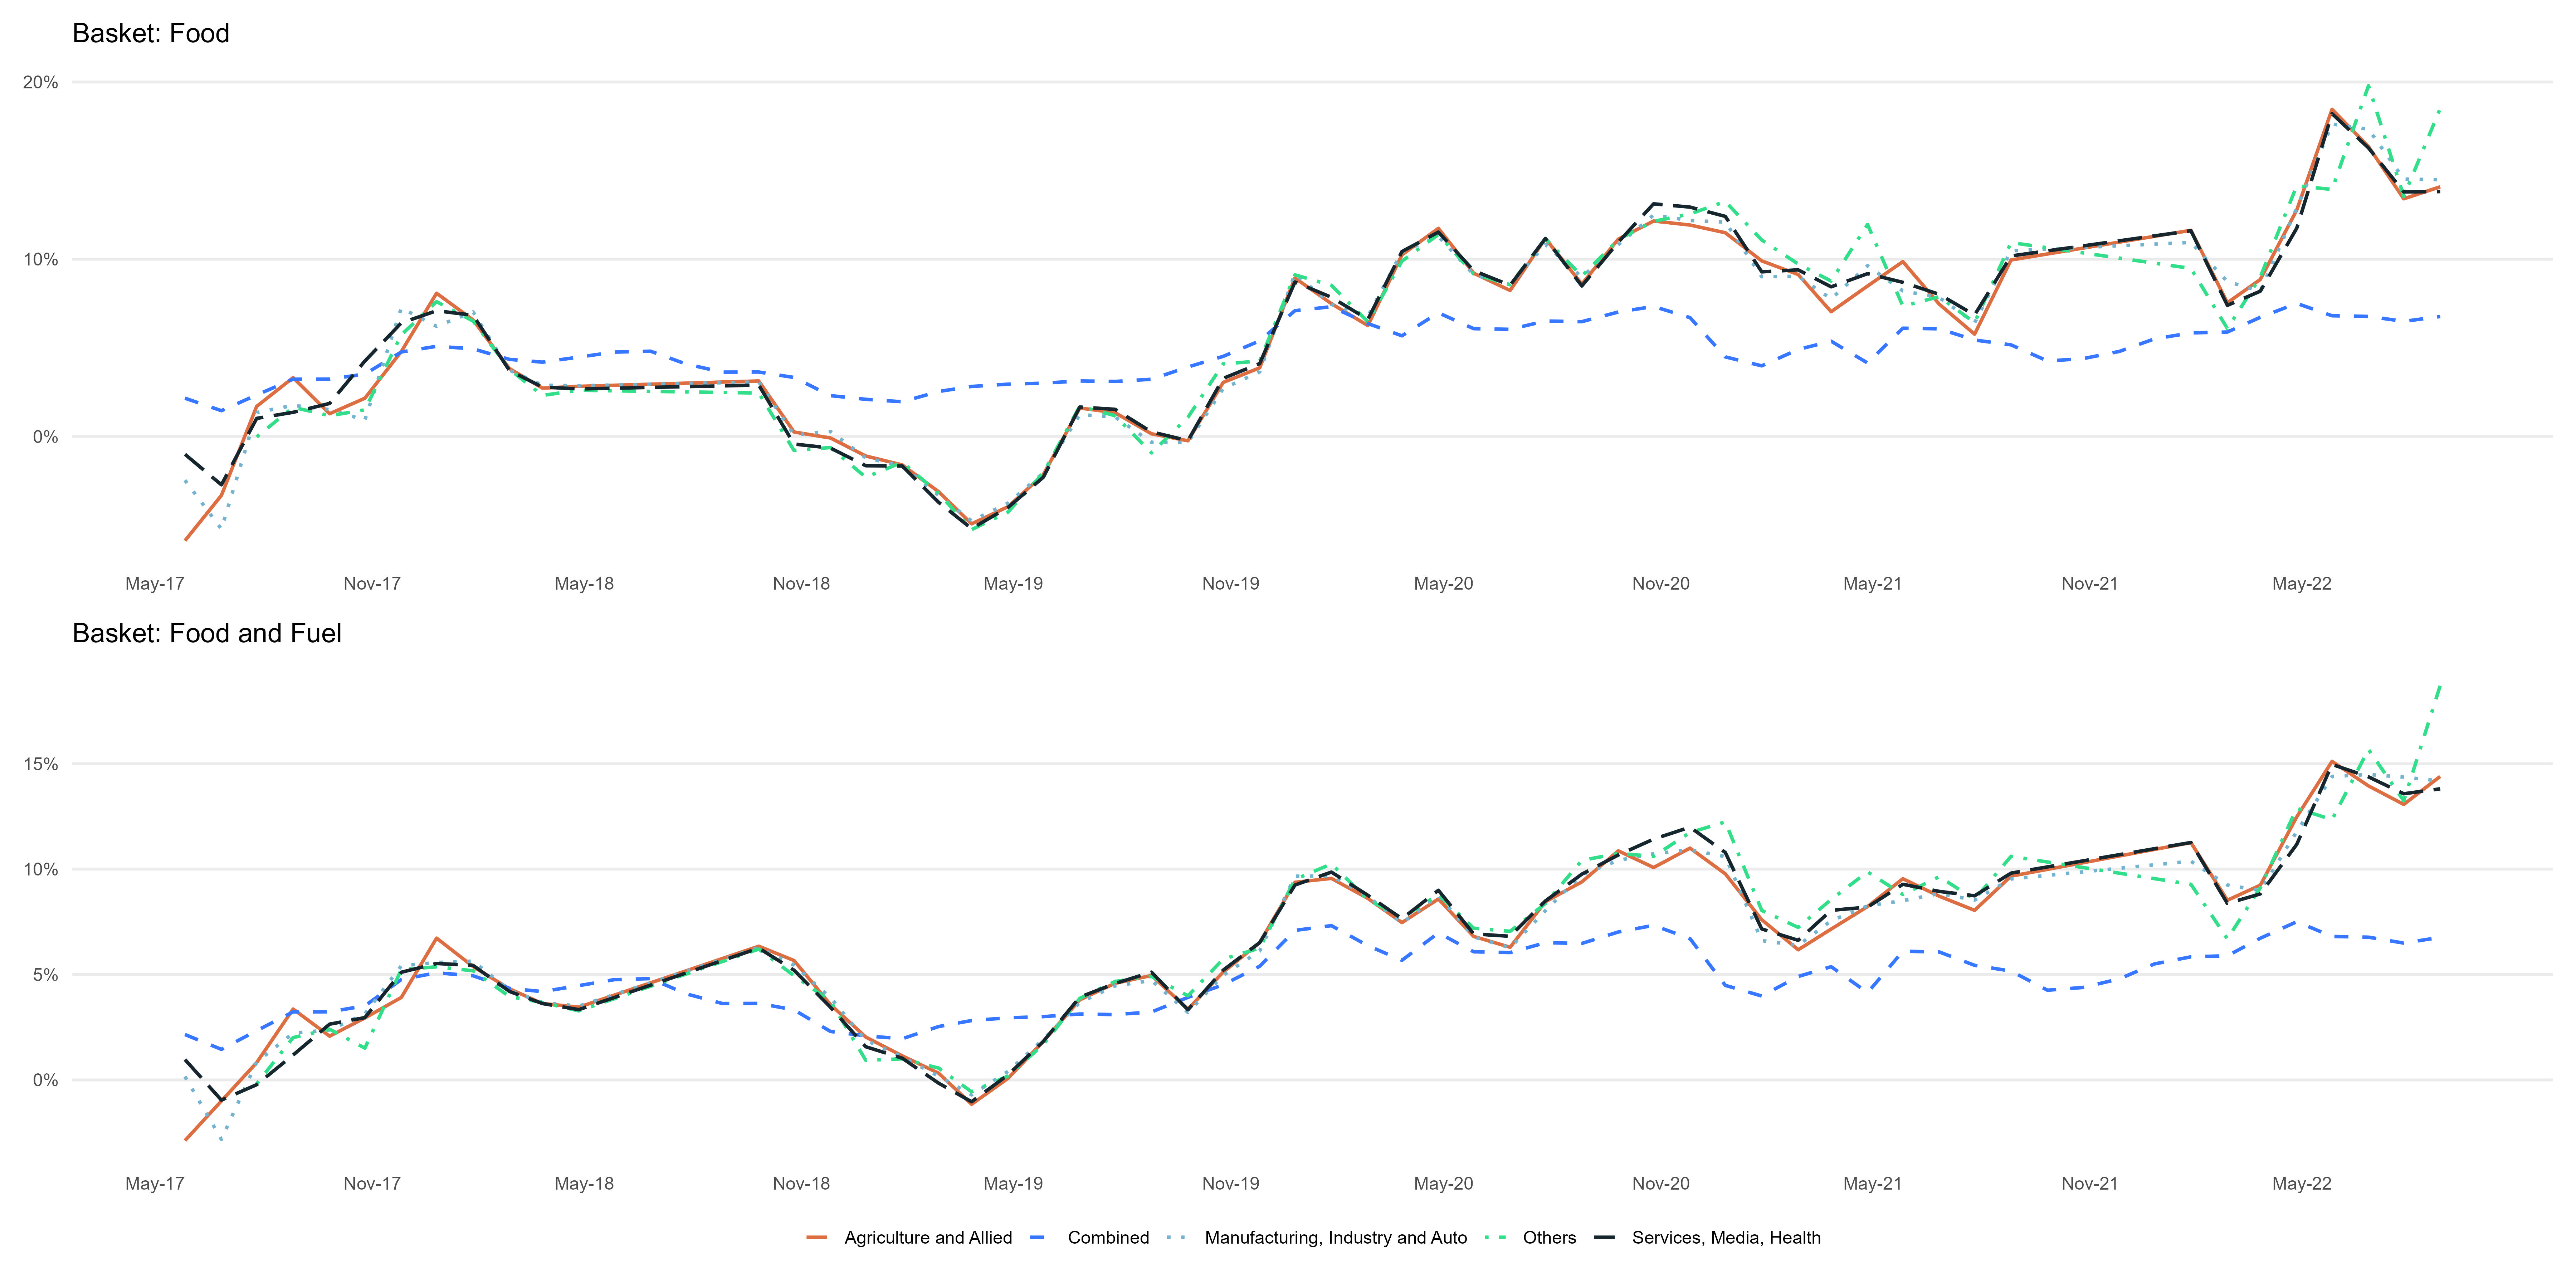 Basket: Food
20%
10%
0%
May-17 Nov-17 May-18 Nov-18 May-19 Nov-19 May-20 Nov-20 May-21 Nov-21 May-22
Basket: Food and Fuel
15%
10%
5%
0%
May-17 Nov-17 May-18 Nov-18 May-19 Nov-19 May-20 Nov-20 May-21 Nov-21 May-22
Agriculture and Allied Combined Manufacturing, Industry and Auto Others Services, Media, Health